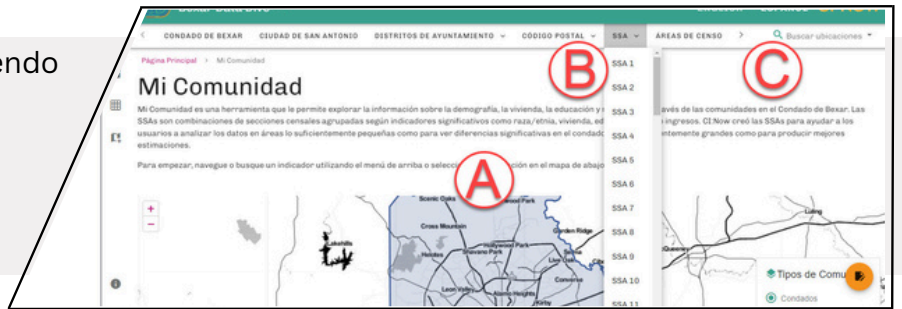 endo
CONDADO DE BEXAR CIUDAD DE SAN ANTONIO DISTRITOS DE AYUNTAMIENTO CÓDIGO POSTAL SSA ÁREAS DE CENSO Buscar ubicaciones
Página Principal > Mi Comunidad
B
C
SSA 1
Mi Comunidad
SSA 2
Mi Comunidad es una herramienta que le permite explorar la información sobre la demografía, la vivienda, la educación y SSA 3 través de las comunidades en el Condado de Bexar. Las
SSAs son combinaciones de secciones censales agrupadas según indicadores significativos como raza/etnia, vivienda, ingresos. CI:Now creó las SSAs para ayudar a los
usuarios a analizar los datos en áreas lo suficientemente pequeñas como para ver diferencias significativas en el condado SSA 4 como para producir mejores
estimaciones.
Para empezar, navegue o busque un indicador utilizando el menú de arriba o en el mapa de abajo SSA 5
A
SSA 6
Scenic Oaks wood Park
SSA 7
+
−
Luling
Cross Mountain Garden Ridge
SSA 8
Lakehills
Hollywood Park
Helotes Shavano Park Selma
SSA 9
Live Oak
Queeney
Converse
SSA 10
Tipos de Comu
Leon Valley Alamo Heights
Kirby
Condados
SSA 11